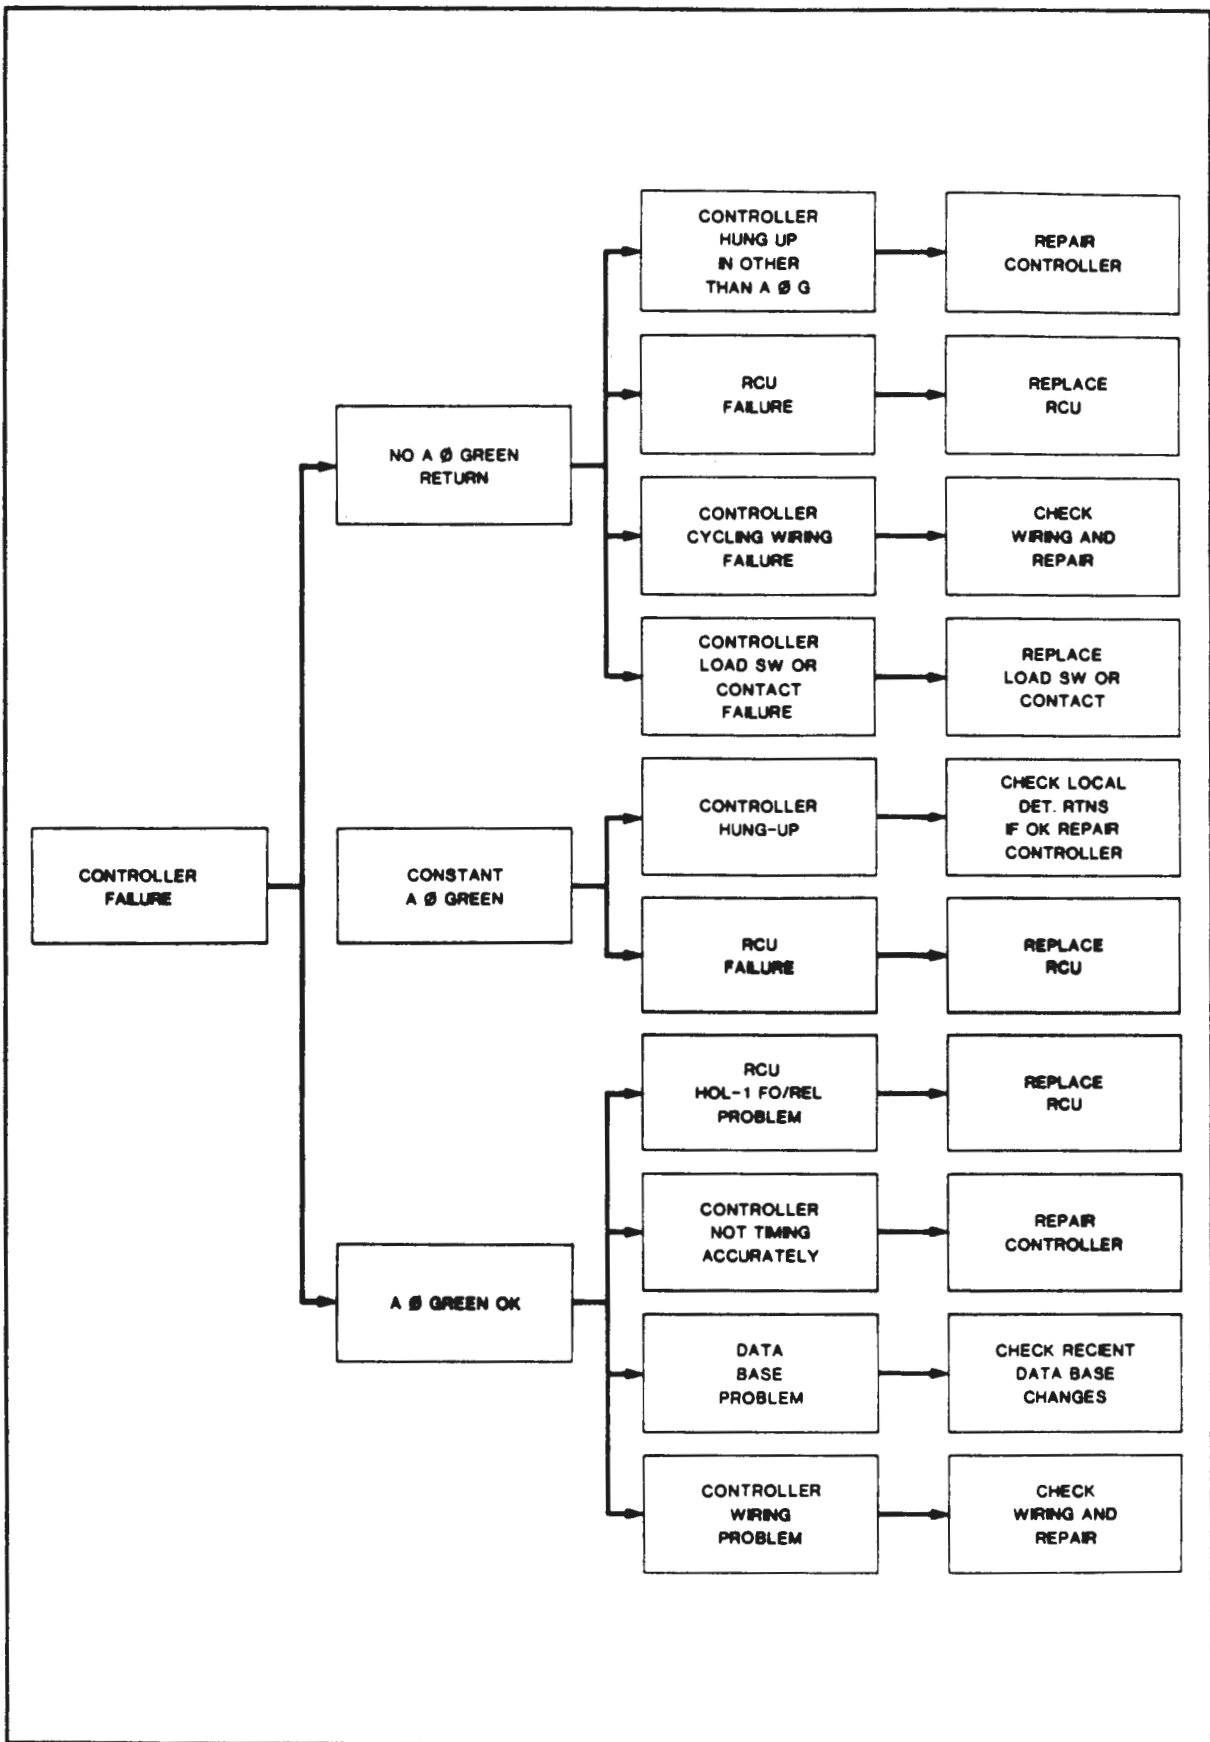 CONTROLLER
FAILURE
NO A Ø GREEN
RETURN
CONTROLLER
HUNG UP
IN OTHER
THAN A Ø G
REPAIR
CONTROLLER
RCU
FAILURE
REPLACE
RCU
CONTROLLER
CYCLING WIRING
FAILURE
CHECK
WIRING AND
REPAIR
CONTROLLER
LOAD SW OR
CONTACT
FAILURE
REPLACE
LOAD SW OR
CONTACT
CONSTANT
A Ø GREEN
CONTROLLER
HUNG-UP
CHECK LOCAL
DET. RTNS
IF OK REPAIR
CONTROLLER
RCU
FAILURE
REPLACE
RCU
A Ø GREEN OK
RCU
HOL-1 FO/REL
PROBLEM
REPLACE
RCU
CONTROLLER
NOT TIMING
ACCURATELY
REPAIR
CONTROLLER
DATA
BASE
PROBLEM
CHECK RECIENT
DATA BASE
CHANGES
CONTROLLER
WIRING
PROBLEM
CHECK
WIRING AND
REPAIR